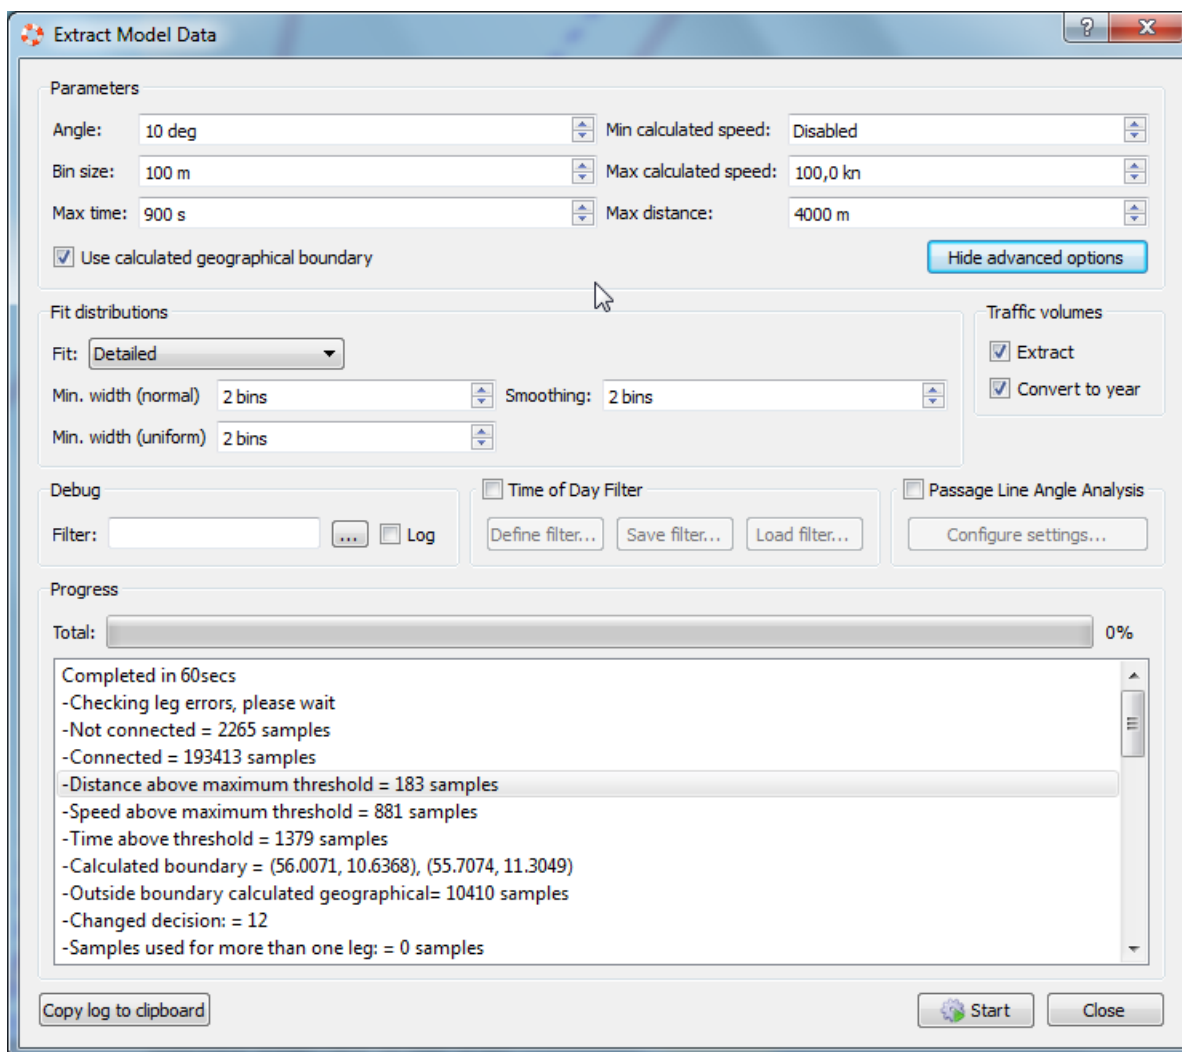 Extract Model Data
Parameters
Angle: 10 deg Min calculated speed: Disabled
Bin size: 100 m Max calculated speed: 100,0 kn
Max time: 900 s Max distance: 4000 m
Use calculated geographical boundary Hide advanced options
Fit distributions Traffic volumes
Fit: Detailed Extract
Min. width (normal) 2 bins Smoothing: 2 bins Convert to year
Min. width (uniform) 2 bins
Debug Time of Day Filter Passage Line Angle Analysis
Filter: ... Log Define filter... Save filter... Load filter... Configure settings...
Progress
Total: 0%
Completed in 60secs
-Checking leg errors, please wait
-Not connected = 2265 samples
-Connected = 193413 samples
-Distance above maximum threshold = 183 samples
-Speed above maximum threshold = 881 samples
-Time above threshold = 1379 samples
-Calculated boundary = (56.0071, 10.6368), (55.7074, 11.3049)
-Outside boundary calculated geographical= 10410 samples
-Changed decision: = 12
-Samples used for more than one leg: = 0 samples
Copy log to clipboard Start Close